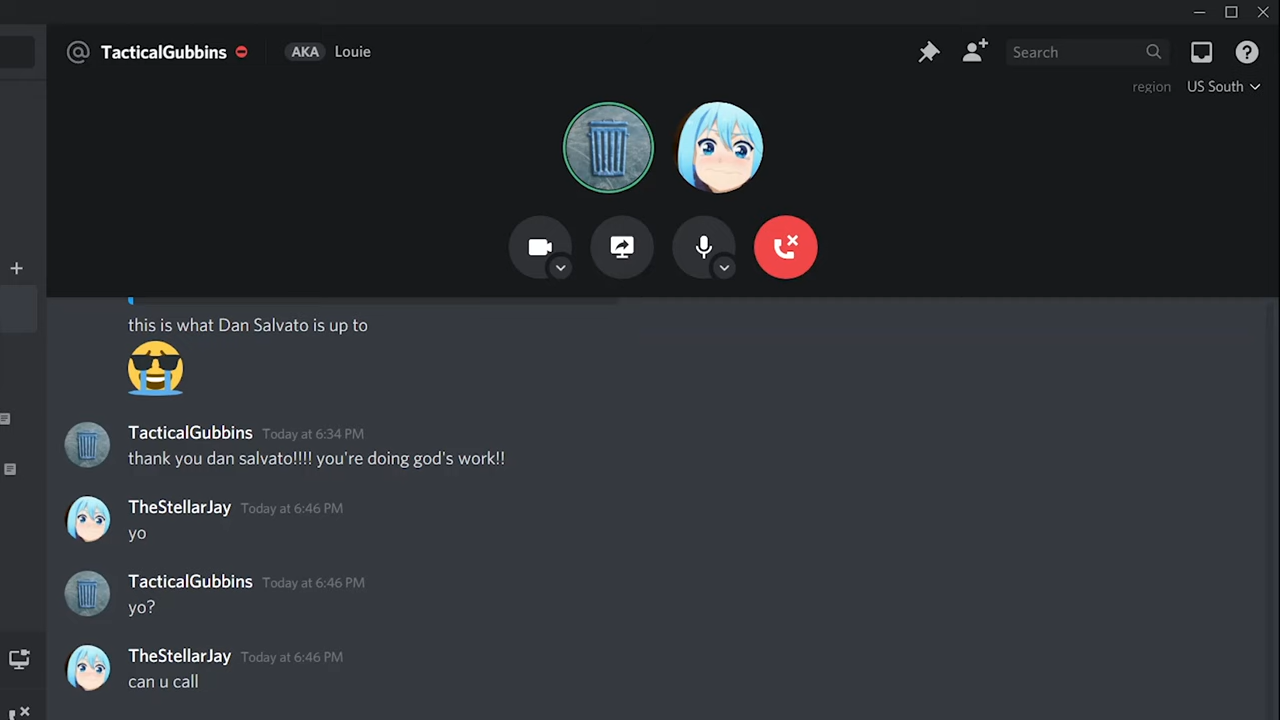 TacticalGubbins AKA Louie Search
region US South
this is what Dan Salvato is up to
TacticalGubbins Today at 6:34 PM
thank you dan salvato!!!! you're doing god's work!!
TheStellarJay Today at 6:46 PM
yo
TacticalGubbins Today at 6:46 PM
yo?
TheStellarJay Today at 6:46 PM
can u call